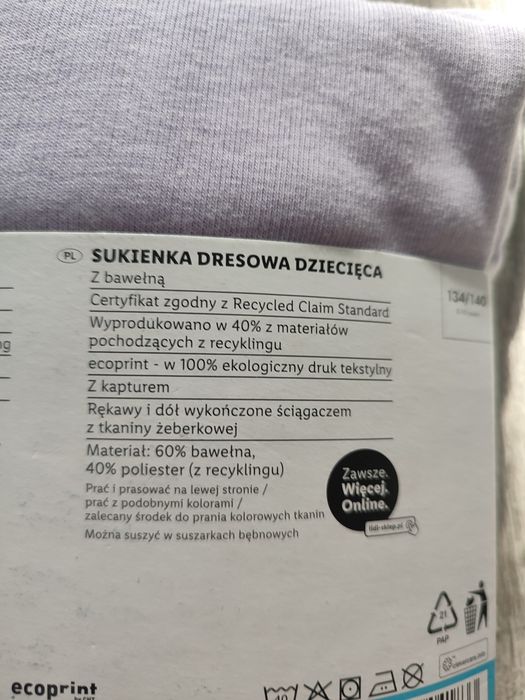 PL SUKIENKA DRESOWA DZIECIĘCA
Z bawełną
Certyfikat zgodny z Recycled Claim Standard
Wyprodukowano w 40% z materiałów
pochodzących z recyklingu
ecoprint - w 100% ekologiczny druk tekstylny
Z kapturem
Rękawy i dół wykończone ściągaczem
z tkaniny żeberkowej
Materiał: 60% bawełna,
40% poliester (z recyklingu)
Prać i prasować na lewej stronie /
prać z podobnymi kolorami /
zalecany środek do prania kolorowych tkanin
Można suszyć w suszarkach bębnowych
134/140
Zawsze.
Więcej.
Online.
lidl-sklep.pl
21
PAP
ecoprint
40